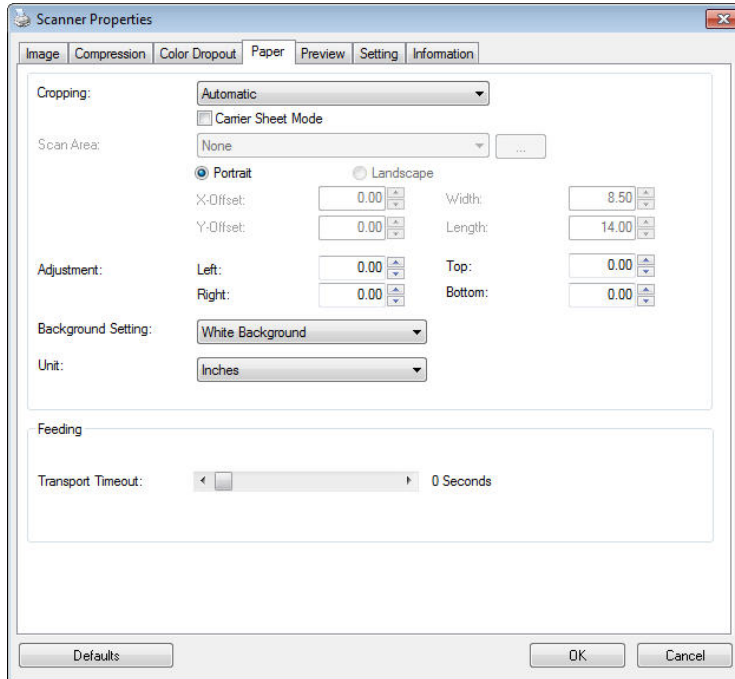 Scanner Properties
Image Compression Color Dropout Paper Preview Setting Information
Cropping: Automatic
Carrier Sheet Mode
Scan Area: None ...
Portrait Landscape
X-Offset: 0.00 Width: 8.50
Y-Offset: 0.00 Length: 14.00
Adjustment: Left: 0.00 Top: 0.00
Right: 0.00 Bottom: 0.00
Background Setting: White Background
Unit: Inches
Feeding
Transport Timeout: 0 Seconds
Defaults OK Cancel